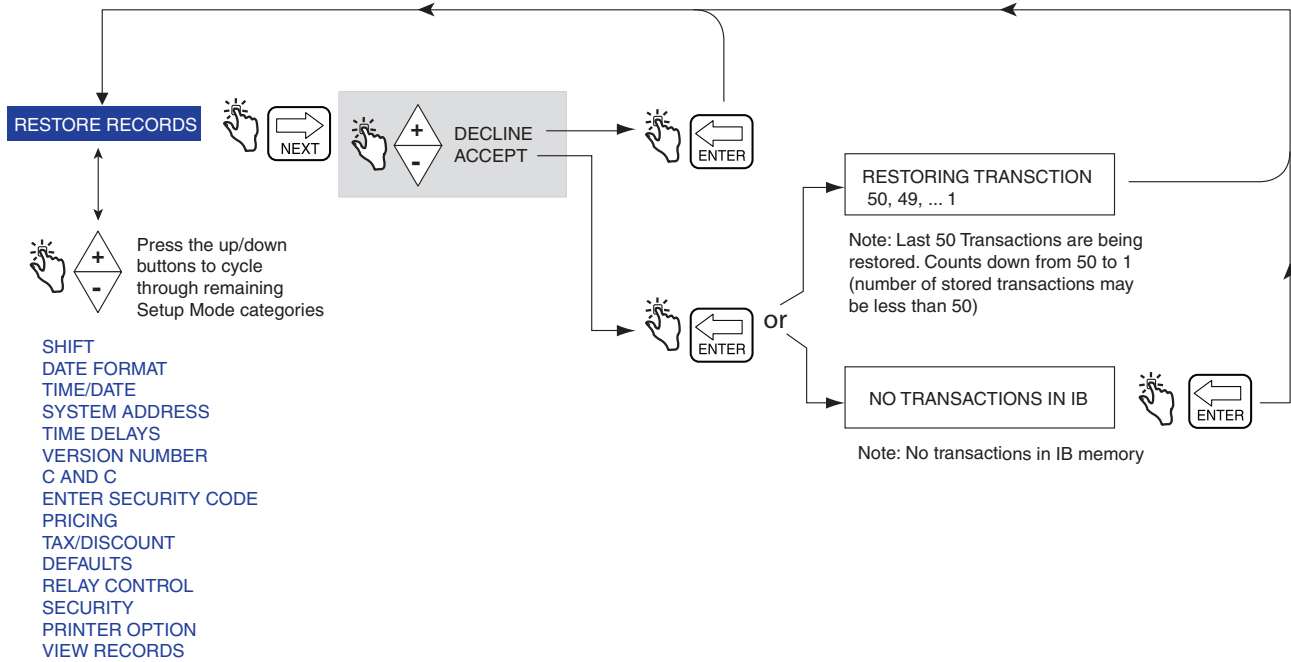 RESTORE RECORDS
NEXT
+
-
DECLINE
ACCEPT
ENTER
ENTER
or
RESTORING TRANSCTION
50, 49, ... 1
Note: Last 50 Transactions are being
restored. Counts down from 50 to 1
(number of stored transactions may
be less than 50)
NO TRANSACTIONS IN IB
ENTER
Note: No transactions in IB memory
+
-
Press the up/down
buttons to cycle
through remaining
Setup Mode categories
SHIFT
DATE FORMAT
TIME/DATE
SYSTEM ADDRESS
TIME DELAYS
VERSION NUMBER
C AND C
ENTER SECURITY CODE
PRICING
TAX/DISCOUNT
DEFAULTS
RELAY CONTROL
SECURITY
PRINTER OPTION
VIEW RECORDS